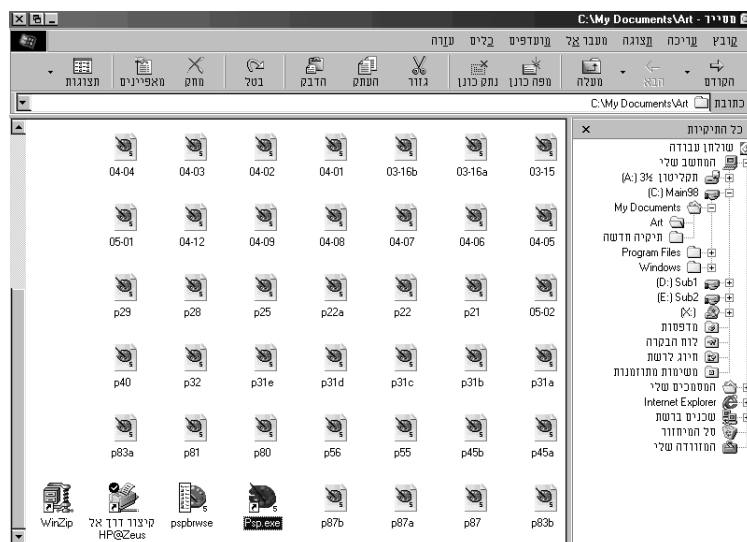 סייר - C:\My Documents\Art
קובץ עריכה תצוגה מעבר אל מועדפים כלים עזרה
הקודם הבא מעלה מפה כונן נתק כונן גזור העתק הדבק בטל מחק מאפיינים תצוגות
כתובת C:\My Documents\Art
כל התיקיות
שולחן עבודה
המחשב שלי
תקליטון 3½ (A:)
Main98 (C:)
My Documents
Art
תיקיה חדשה
Program Files
Windows
Sub1 (D:)
Sub2 (E:)
(X:)
מדפסות
לוח הבקרה
חיוג לרשת
משימות מתוזמנות
המסמכים שלי
Internet Explorer
שכנים ברשת
סל המיחזור
המזוודה שלי
03-15 03-16a 03-16b 04-01 04-02 04-03 04-04
04-05 04-06 04-07 04-08 04-09 04-12 05-01
05-02 p21 p22 p22a p25 p28 p29
p31a p31b p31c p31d p31e p32 p40
p45a p45b p55 p56 p80 p81 p83a
p83b p87 p87a p87b Psp.exe pspbrwse קיצור דרך אל WinZip
HP@Zeus